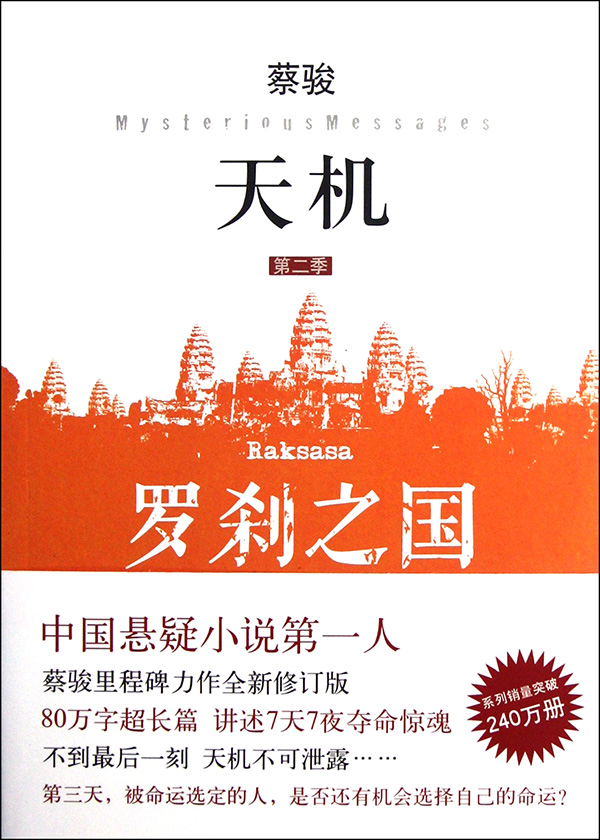 蔡骏
MysteriousMessages
天机
第二季
Raksasa
罗刹之国
中国悬疑小说第一人
蔡骏里程碑力作全新修订版
80万字超长篇 讲述7天7夜夺命惊魂
不到最后一刻 天机不可泄露……
第三天，被命运选定的人，是否还有机会选择自己的命运？
系列销量突破
240万册